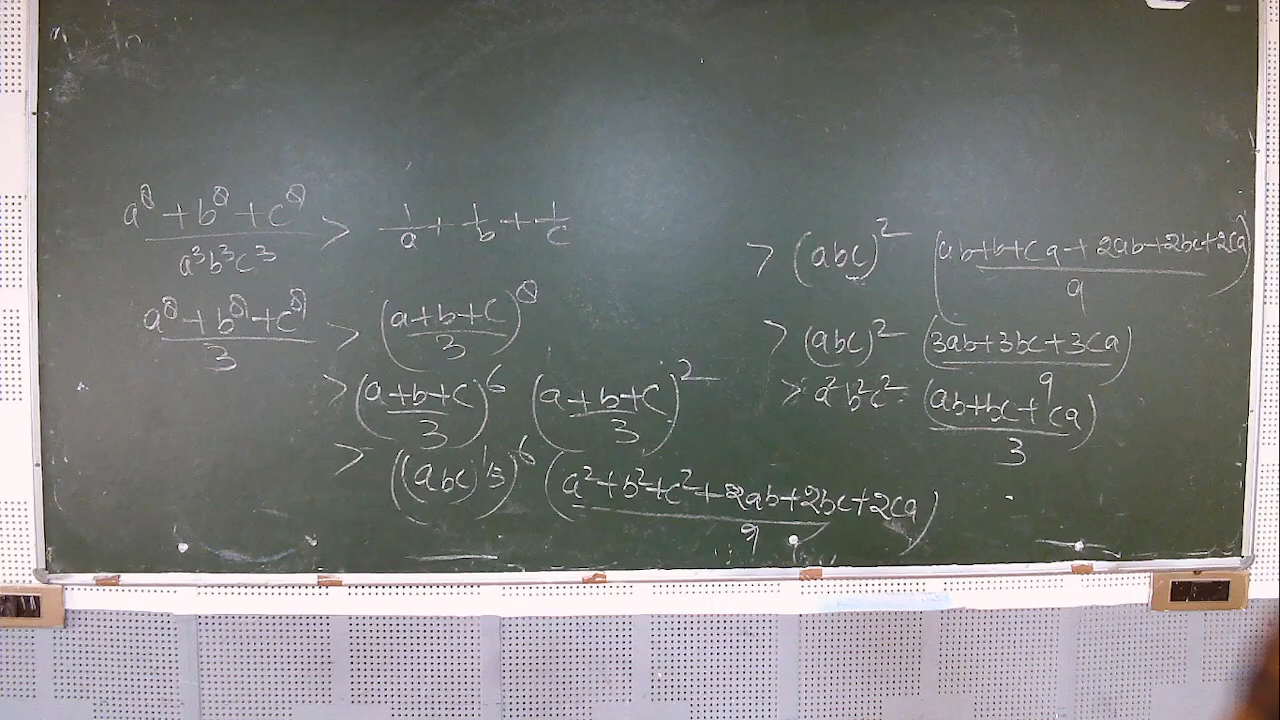 (a⁸ + b⁸ + c⁸)/(a³b³c³) > 1/a + 1/b + 1/c
(a⁸ + b⁸ + c⁸)/3 > ((a+b+c)/3)⁸
> ((a+b+c)/3)⁶ ((a+b+c)/3)²
> ((abc)^1/3)⁶ ((a²+b²+c²+2ab+2bc+2ca)/9)
> (abc)² ((ab+b+ca+2ab+2bc+2ca)/9)
> (abc)² ((3ab+3bc+3ca)/9)
> a²b²c² ((ab+bc+ca)/3)